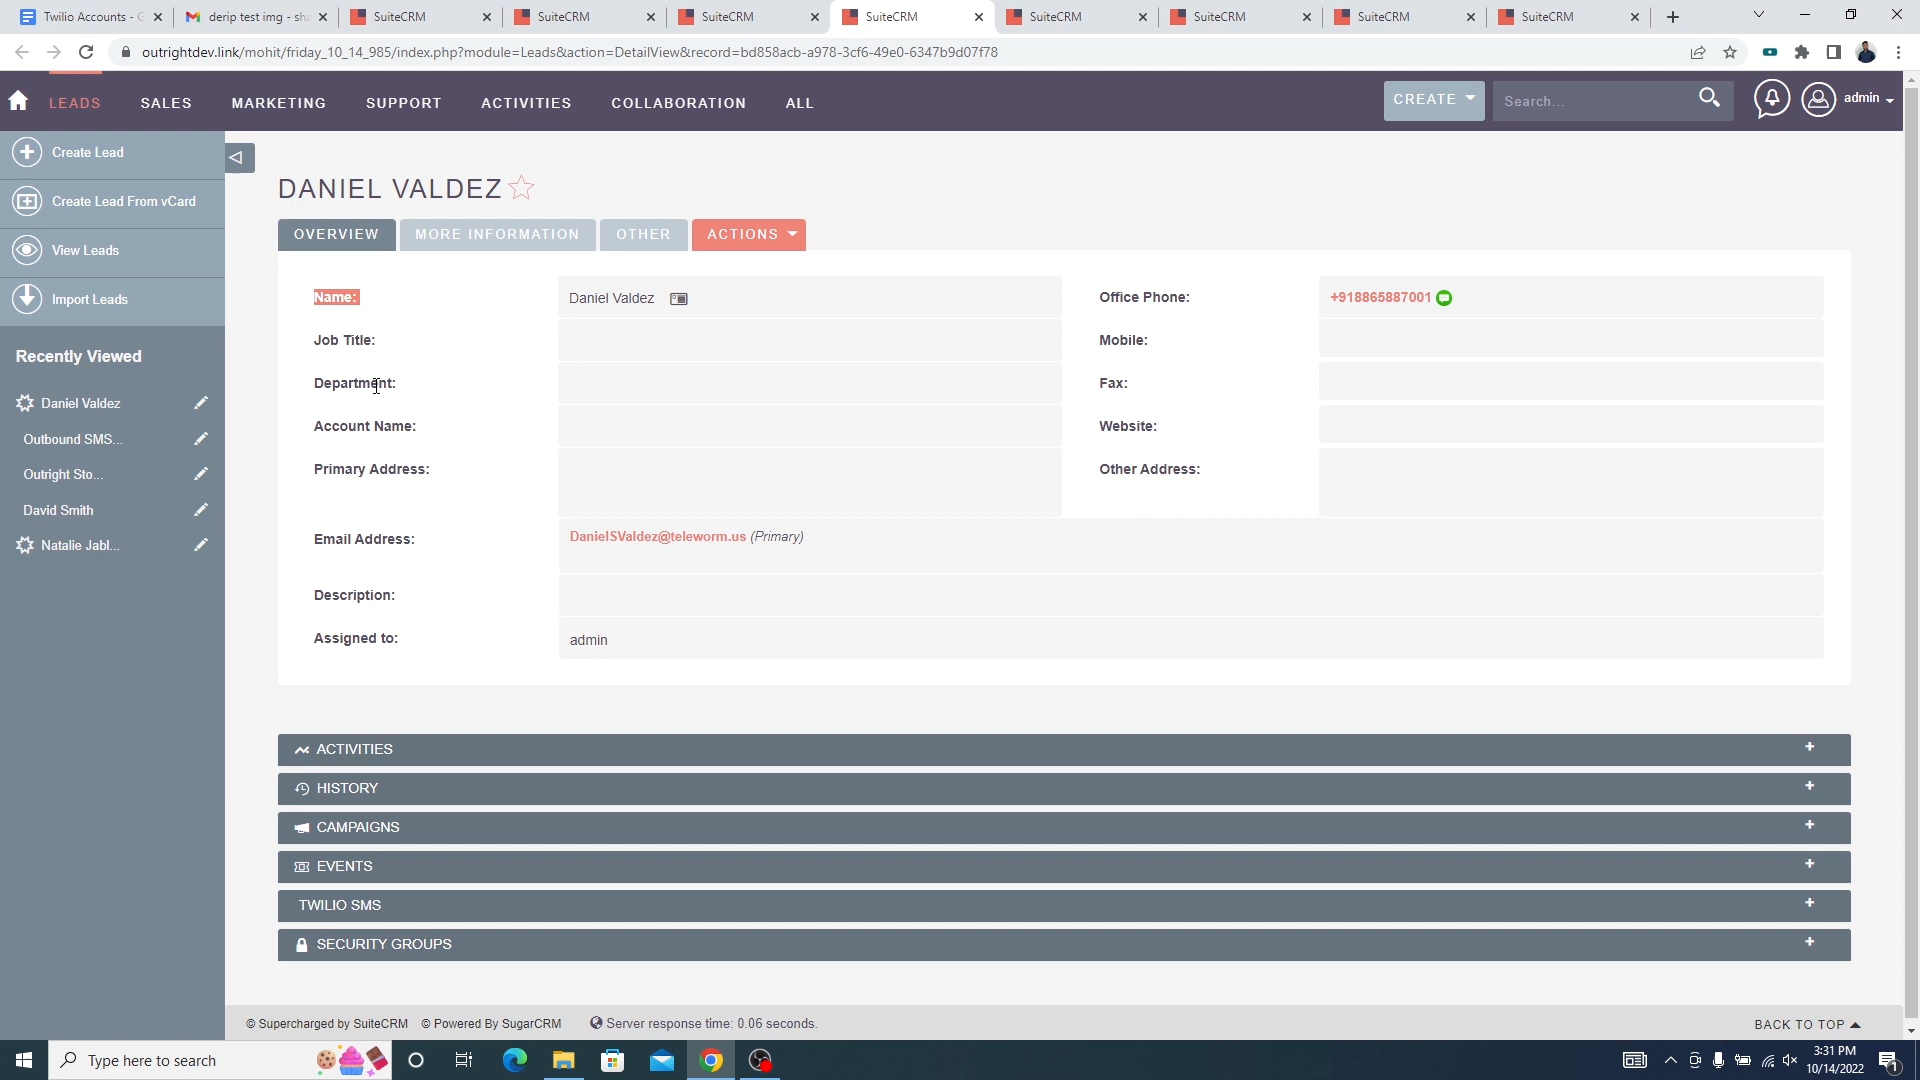 Twilio Accounts - G
derip test img - sha
SuiteCRM
SuiteCRM
SuiteCRM
SuiteCRM
SuiteCRM
SuiteCRM
SuiteCRM
SuiteCRM
outrightdev.link/mohit/friday_10_14_985/index.php?module=Leads&action=DetailView&record=bd858acb-a978-3cf6-49e0-6347b9d07f78
LEADS SALES MARKETING SUPPORT ACTIVITIES COLLABORATION ALL
CREATE
Search...
admin
Create Lead
Create Lead From vCard
View Leads
Import Leads
Recently Viewed
Daniel Valdez
Outbound SMS...
Outright Sto...
David Smith
Natalie Jabl...
DANIEL VALDEZ
OVERVIEW MORE INFORMATION OTHER ACTIONS
Name: Daniel Valdez Office Phone: +918865887001
Job Title: Mobile:
Department: Fax:
Account Name: Website:
Primary Address: Other Address:
Email Address: DanielSValdez@teleworm.us (Primary)
Description:
Assigned to: admin
ACTIVITIES
HISTORY
CAMPAIGNS
EVENTS
TWILIO SMS
SECURITY GROUPS
© Supercharged by SuiteCRM © Powered By SugarCRM Server response time: 0.06 seconds. BACK TO TOP
Type here to search
3:31 PM
10/14/2022
1